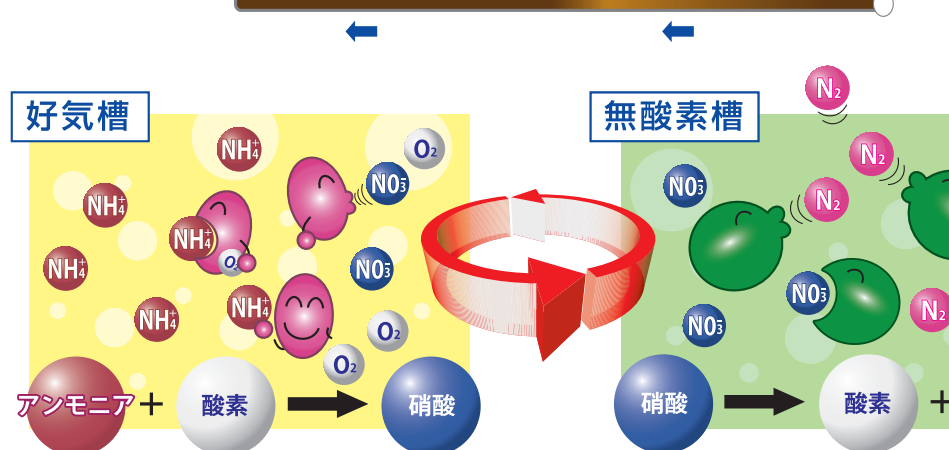 好気槽
無酸素槽
N₂
NH₄⁺
O₂
N₂
NO₃⁻
NO₃⁻
NH₄⁺
N₂
NH₄⁺
O₂
NH₄⁺
NO₃⁻
NO₃⁻
NH₄⁺
NH₄⁺
O₂
NO₃⁻
N₂
O₂
アンモニア + 酸素 → 硝酸
硝酸 → 酸素 +